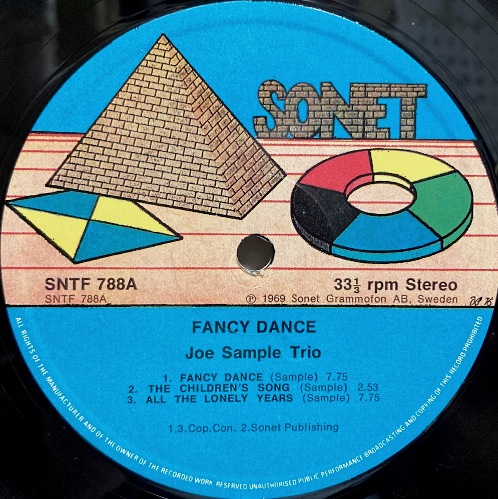 SONET
SNTF 788A
SNTF 788A
33⅓ rpm Stereo
Ⓟ 1969 Sonet Grammofon AB, Sweden
FANCY DANCE
Joe Sample Trio
1. FANCY DANCE (Sample) 7.75
2. THE CHILDREN'S SONG (Sample) 2.53
3. ALL THE LONELY YEARS (Sample) 7.75
1,3.Cop.Con. 2.Sonet Publishing
ALL RIGHTS OF THE MANUFACTURER AND OF THE OWNER OF THE RECORDED WORK RESERVED UNAUTHORISED PUBLIC PERFORMANCE BROADCASTING AND COPYING OF THIS RECORD PROHIBITED